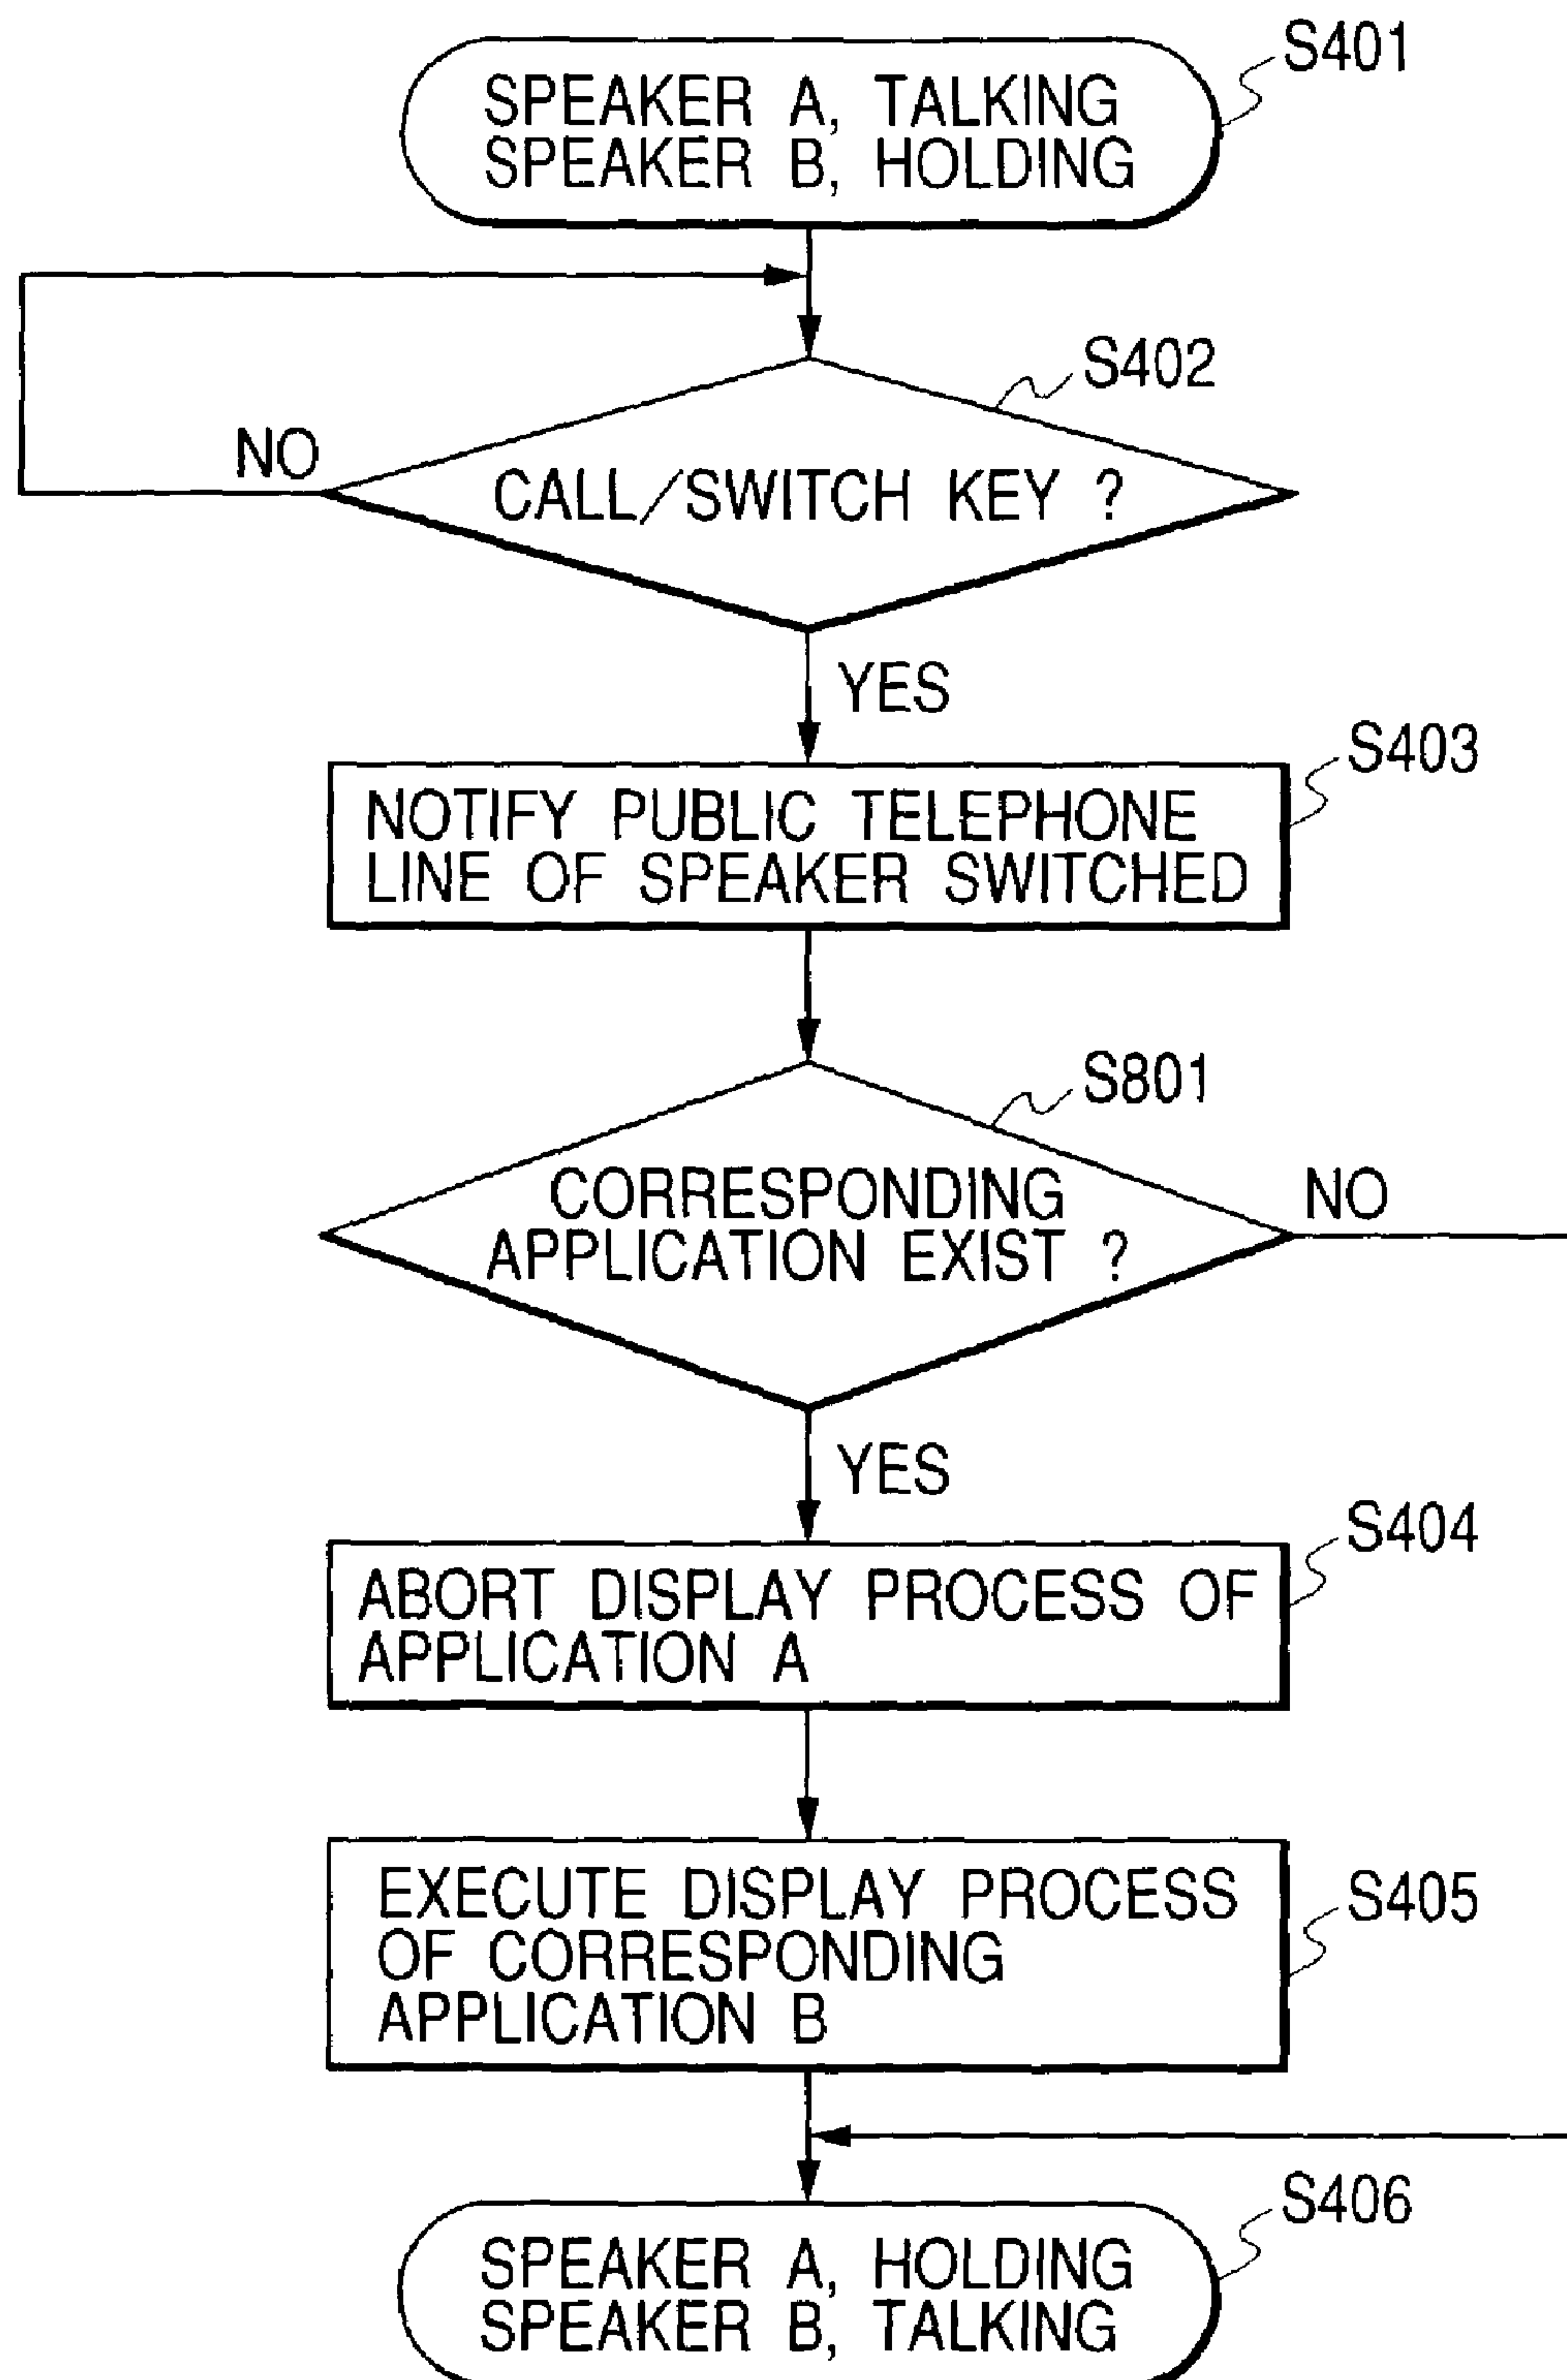 S401
SPEAKER A, TALKING
SPEAKER B, HOLDING
S402
NO
CALL/SWITCH KEY ?
YES
S403
NOTIFY PUBLIC TELEPHONE
LINE OF SPEAKER SWITCHED
S801
CORRESPONDING
APPLICATION EXIST ?
NO
YES
S404
ABORT DISPLAY PROCESS OF
APPLICATION A
S405
EXECUTE DISPLAY PROCESS
OF CORRESPONDING
APPLICATION B
S406
SPEAKER A, HOLDING
SPEAKER B, TALKING